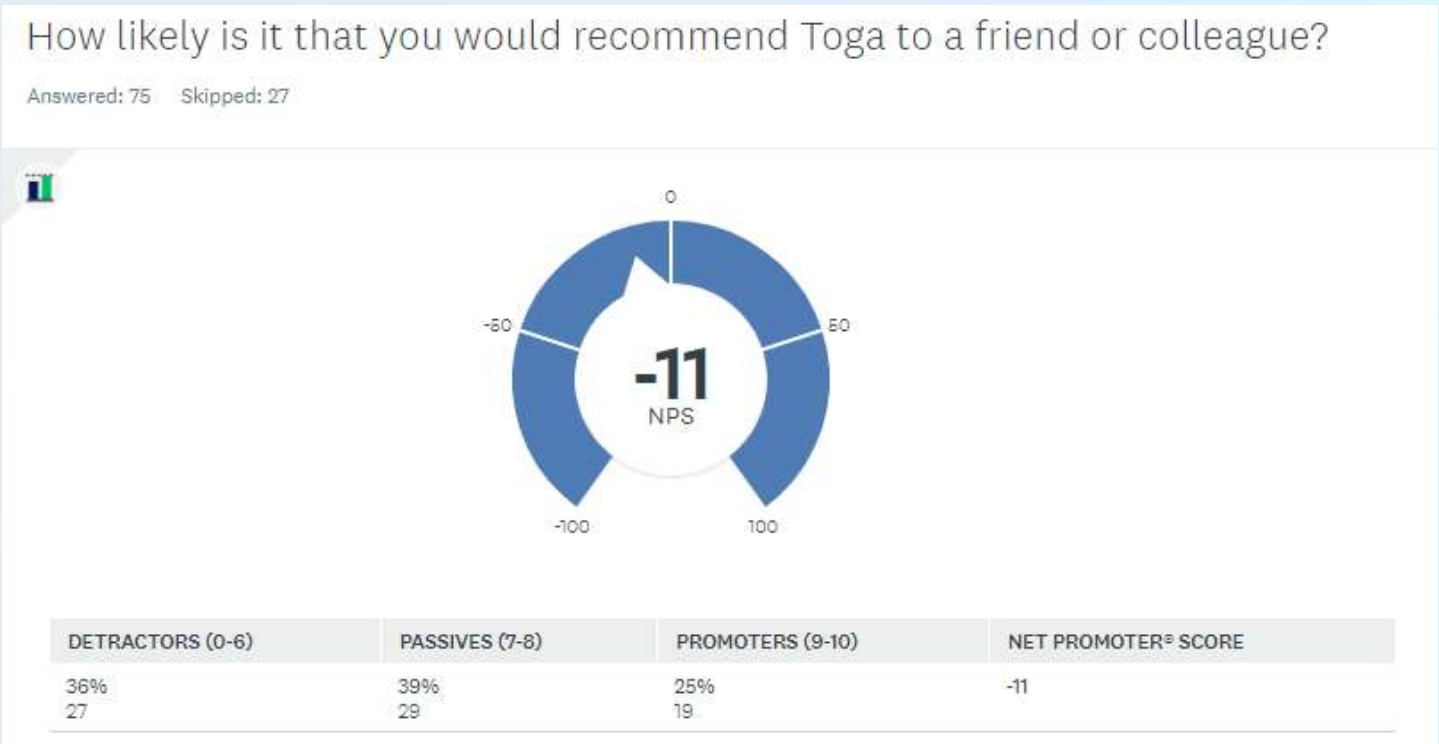 How likely is it that you would recommend Toga to a friend or colleague?
Answered: 75 Skipped: 27
0
-50
50
-11
NPS
-100
100
DETRACTORS (0-6) PASSIVES (7-8) PROMOTERS (9-10) NET PROMOTER® SCORE
36% 39% 25% -11
27 29 19